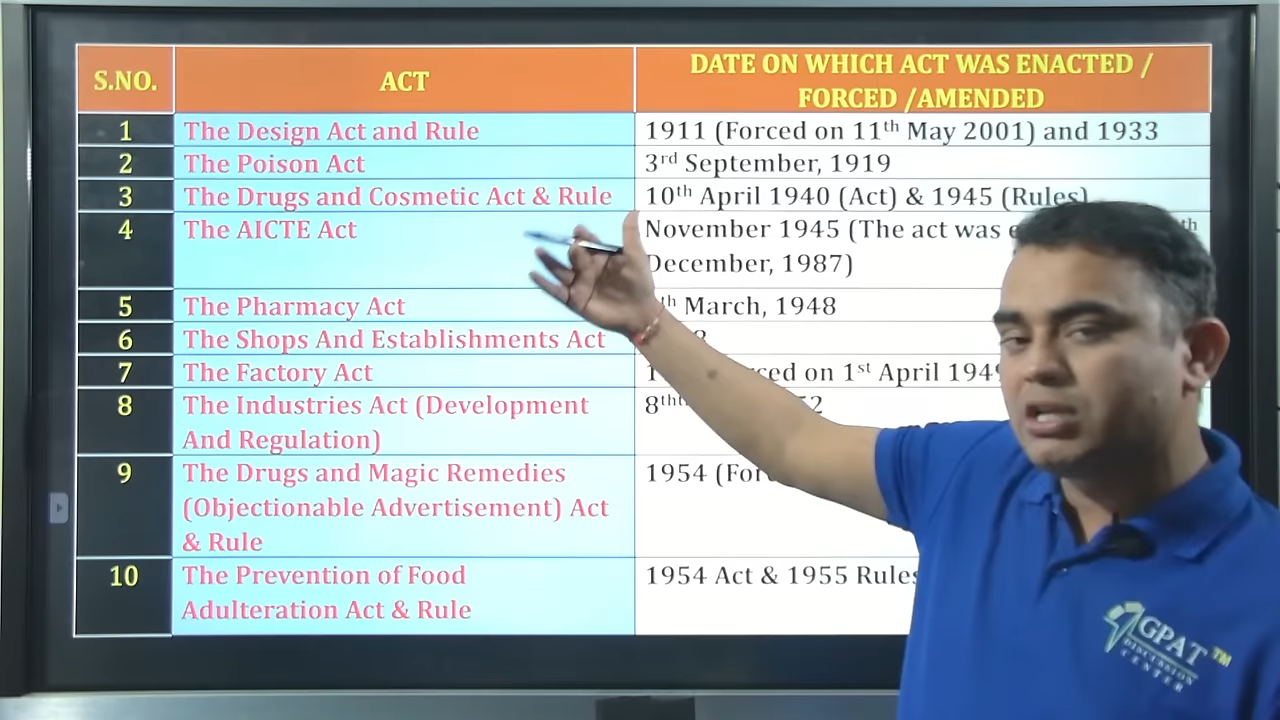 S.NO. ACT DATE ON WHICH ACT WAS ENACTED /
FORCED /AMENDED
1 The Design Act and Rule 1911 (Forced on 11th May 2001) and 1933
2 The Poison Act 3rd September, 1919
3 The Drugs and Cosmetic Act & Rule 10th April 1940 (Act) & 1945 (Rules)
4 The AICTE Act November 1945 (The act was th
December, 1987)
5 The Pharmacy Act March, 1948
6 The Shops And Establishments Act
7 The Factory Act on 1st April
8 The Industries Act (Development
And Regulation)
9 The Drugs and Magic Remedies 1954
(Objectionable Advertisement) Act
& Rule
10 The Prevention of Food 1954 Act & 1955 Rules
Adulteration Act & Rule
GPAT TM
DISCUSSION
CENTER